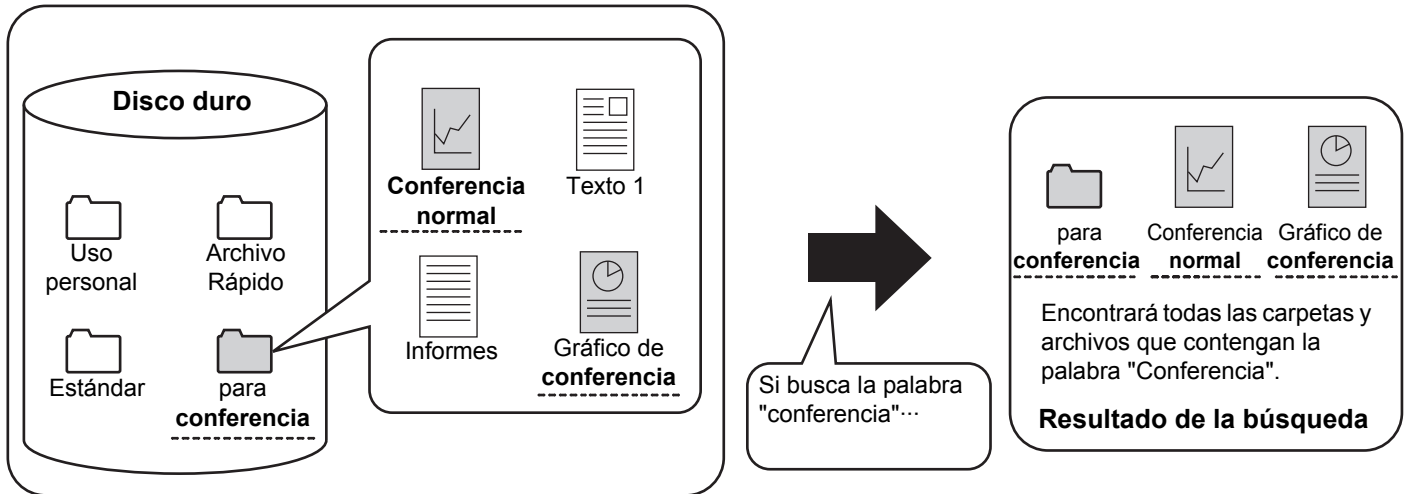 Disco duro
Uso
personal
Archivo
Rápido
Estándar
para
conferencia
Conferencia
normal
Texto 1
Informes
Gráfico de
conferencia
Si busca la palabra
"conferencia"···
para
conferencia
Conferencia
normal
Gráfico de
conferencia
Encontrará todas las carpetas y
archivos que contengan la
palabra "Conferencia".
Resultado de la búsqueda